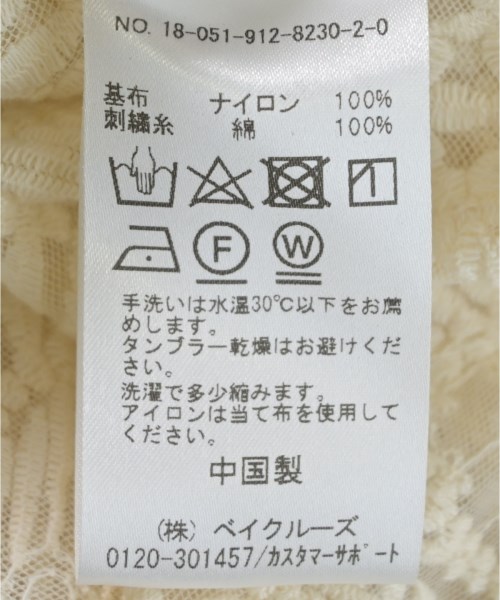 NO. 18-051-912-8230-2-0
基布 ナイロン 100%
刺繍糸 綿 100%
F W
手洗いは水温30℃以下をお薦
めします。
タンブラー乾燥はお避けくだ
さい。
洗濯で多少縮みます。
アイロンは当て布を使用して
ください。
中国製
(株) ベイクルーズ
0120-301457/ｶｽﾀﾏｰｻﾎﾟｰﾄ